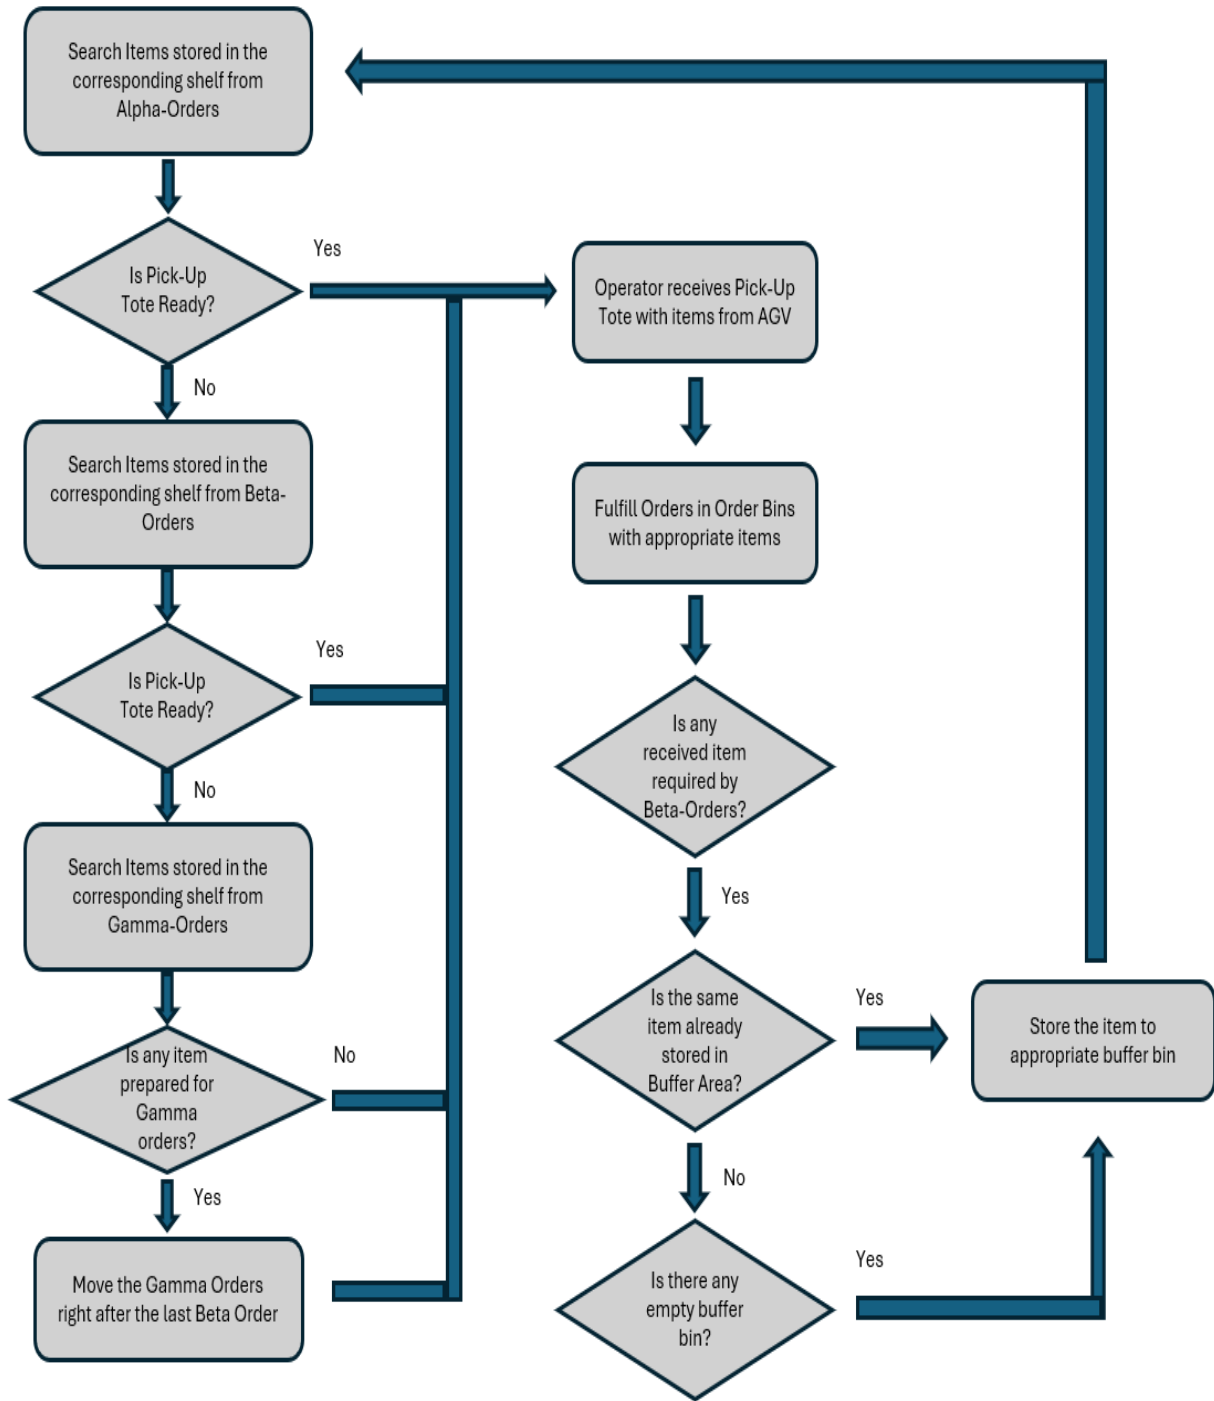 Search Items stored in the
corresponding shelf from
Alpha-Orders
Is Pick-Up
Tote Ready?
Yes
No
Search Items stored in the
corresponding shelf from Beta-
Orders
Is Pick-Up
Tote Ready?
Yes
No
Search Items stored in the
corresponding shelf from
Gamma-Orders
Is any item
prepared for
Gamma
orders?
No
Yes
Move the Gamma Orders
right after the last Beta Order
Operator receives Pick-Up
Tote with items from AGV
Fulfill Orders in Order Bins
with appropriate items
Is any
received item
required by
Beta-Orders?
Yes
Is the same
item already
stored in
Buffer Area?
Yes
No
Is there any
empty buffer
bin?
Yes
Store the item to
appropriate buffer bin